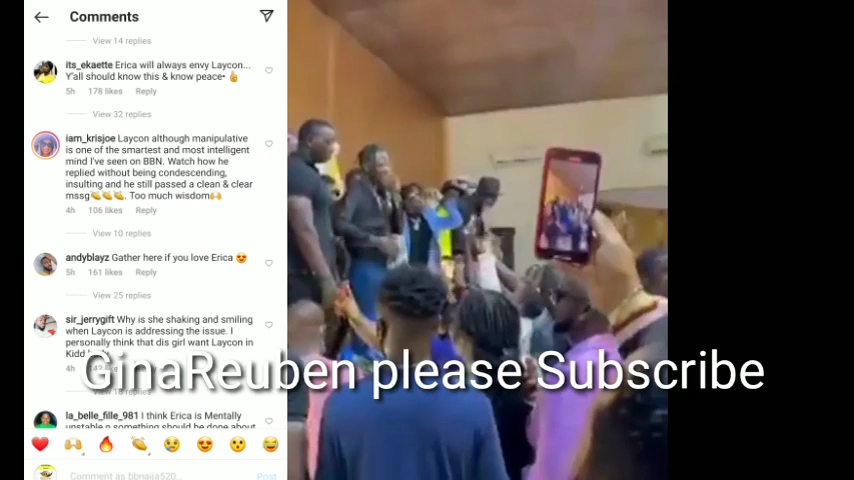 Comments
View 14 replies
its_ekaette Erica will always envy Laycon...
Y'all should know this & know peace
5h 178 likes Reply
View 32 replies
iam_krisjoe Laycon although manipulative
is one of the smartest and most intelligent
mind I've seen on BBN. Watch how he
replied without being condescending,
insulting and he still passed a clean & clear
mssg👏👏👏. Too much wisdom🙌
4h 106 likes Reply
View 10 replies
andyblayz Gather here if you love Erica 😍
5h 161 likes Reply
View 25 replies
sir_jerrygift Why is she shaking and smiling
when Laycon is addressing the issue. I
personally think that dis girl want Laycon in
Kidd
4h
GinaReuben please Subscribe
replies
la_belle_fille_981 I think Erica is Mentally
unstable n something should be done about
Comment as bbnaija520... Post